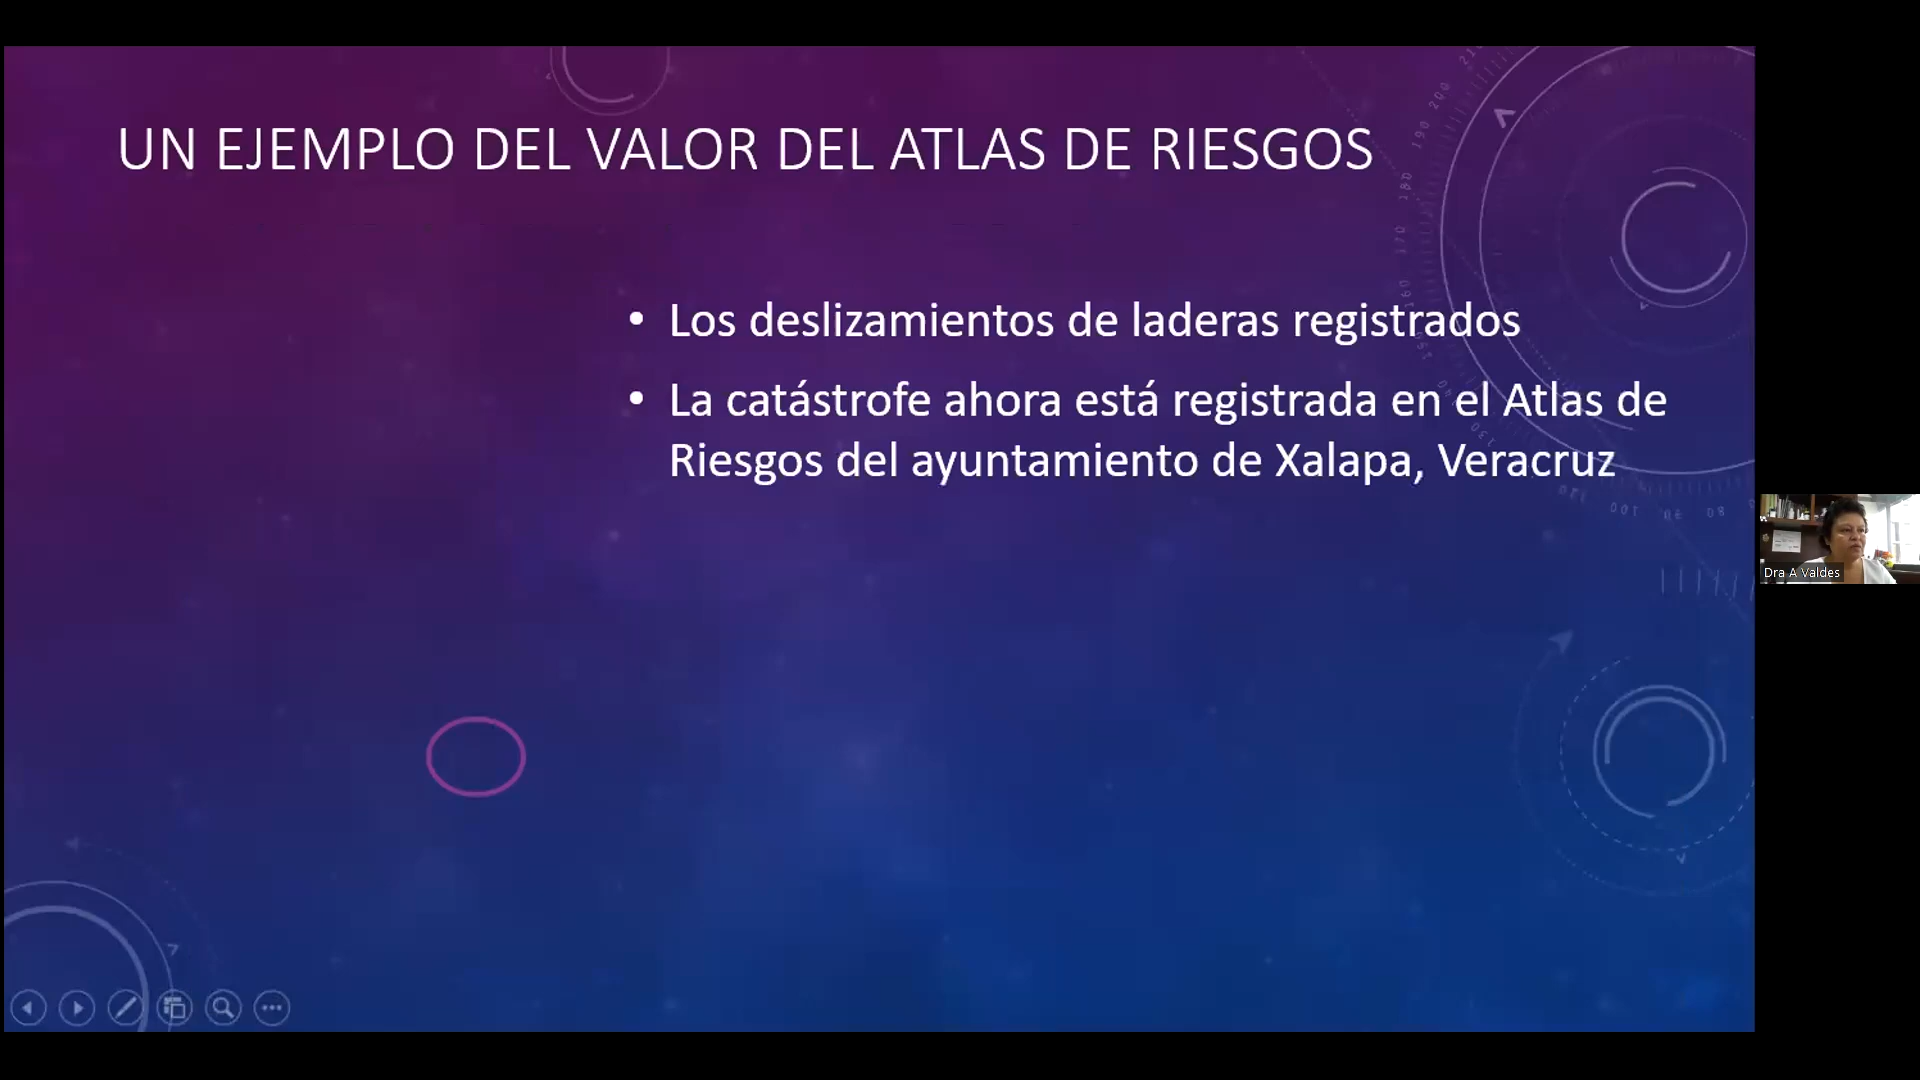 UN EJEMPLO DEL VALOR DEL ATLAS DE RIESGOS
• Los deslizamientos de laderas registrados
• La catástrofe ahora está registrada en el Atlas de
Riesgos del ayuntamiento de Xalapa, Veracruz
Dra A Valdes